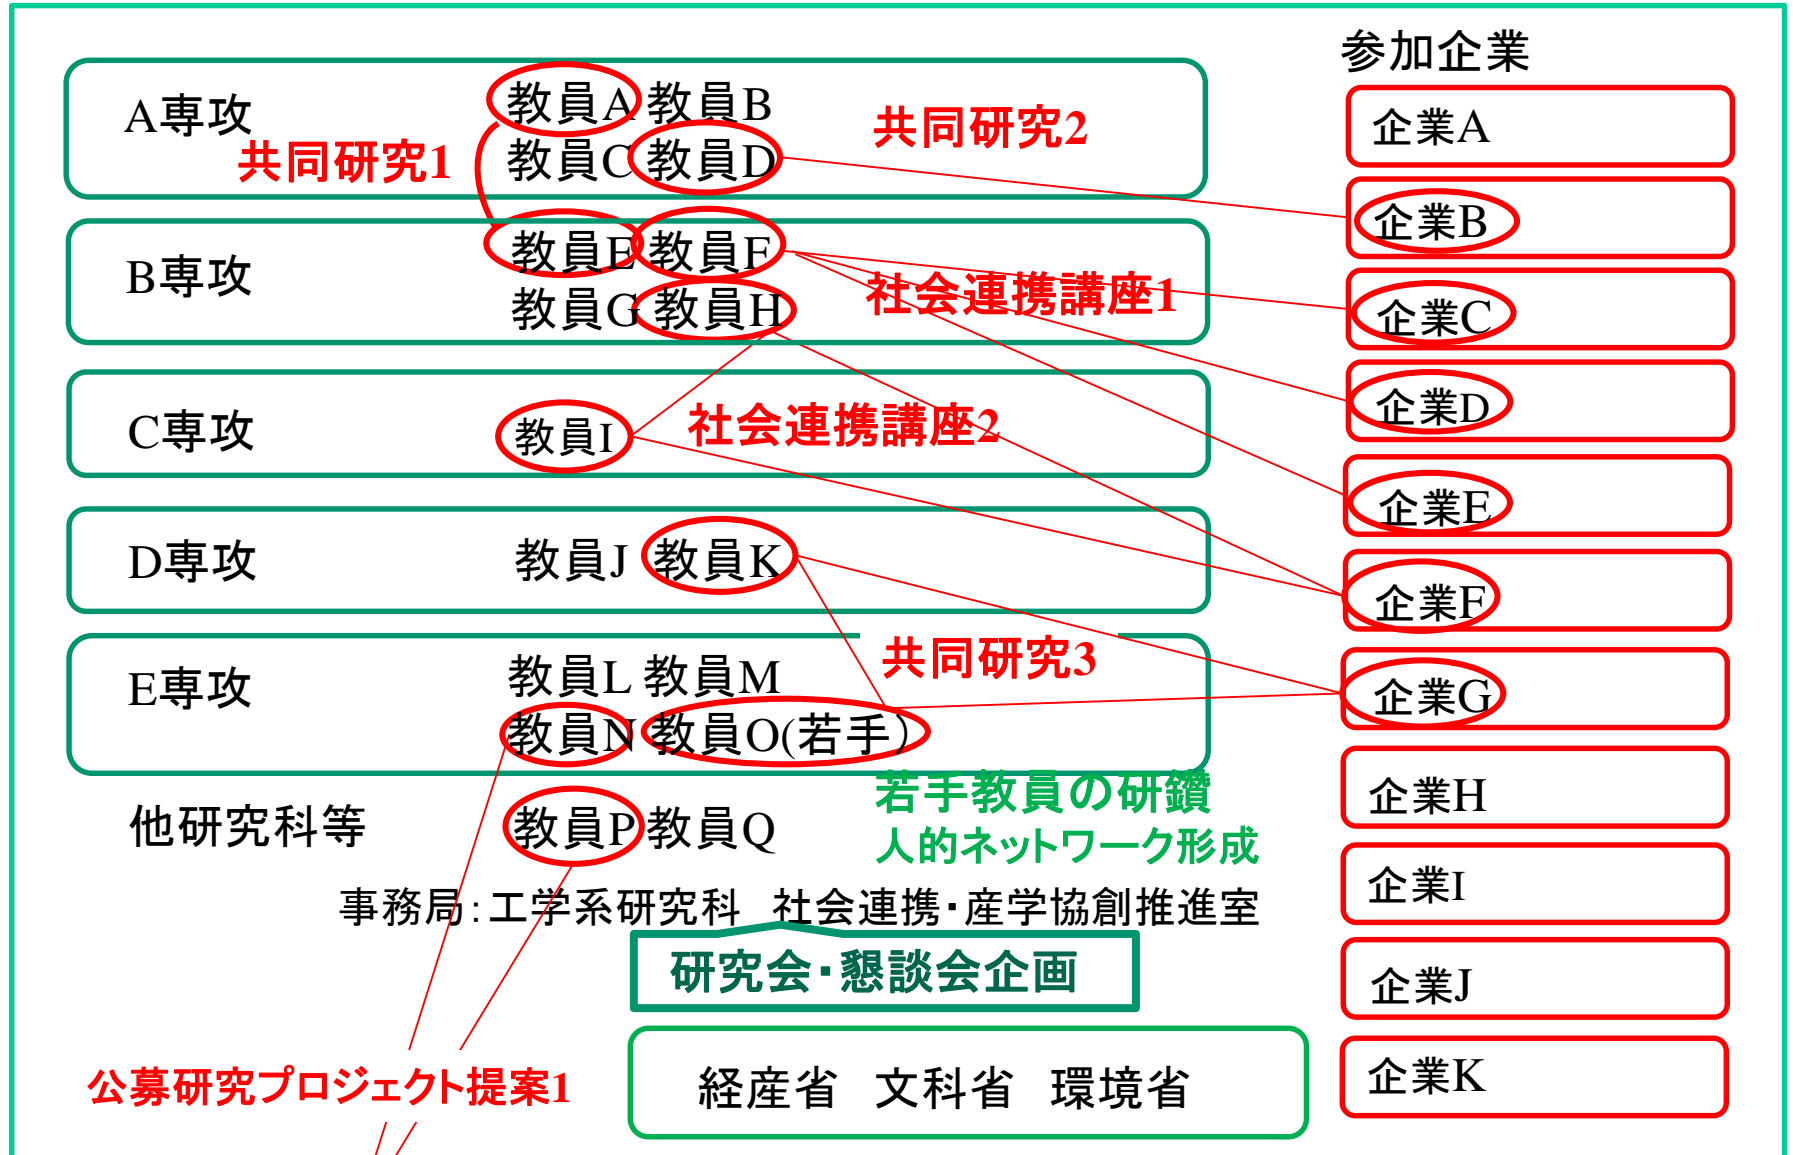 参加企業
A専攻
教員A 教員B
教員C 教員D
共同研究1
共同研究2
B専攻
教員E 教員F
教員G 教員H
社会連携講座1
C専攻
教員I
社会連携講座2
D専攻
教員J 教員K
E専攻
教員L 教員M
教員N 教員O(若手)
共同研究3
若手教員の研鑽
人的ネットワーク形成
他研究科等
教員P 教員Q
事務局:工学系研究科 社会連携・産学協創推進室
研究会・懇談会企画
公募研究プロジェクト提案1
経産省 文科省 環境省
企業A
企業B
企業C
企業D
企業E
企業F
企業G
企業H
企業I
企業J
企業K